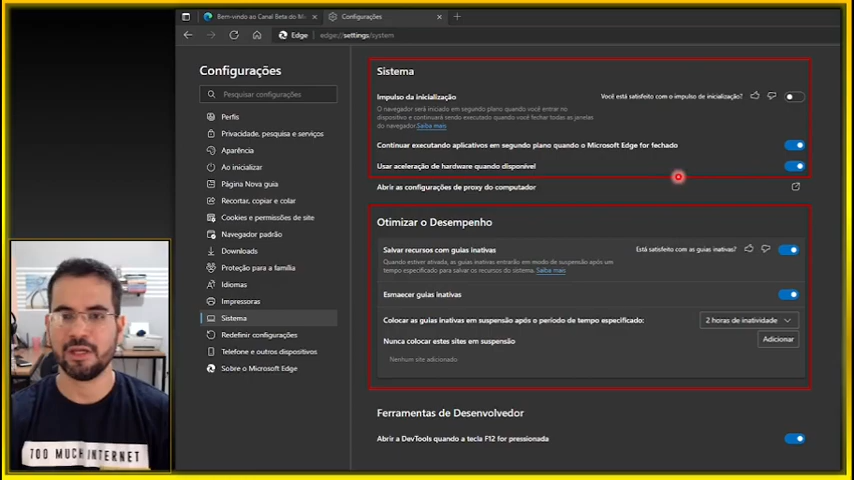 Bem-vindo ao Canal Beta do M
Configurações
Edge
edge://settings/system
Configurações
Pesquisar configurações
Perfis
Privacidade, pesquisa e serviços
Aparência
Ao inicializar
Página Nova guia
Recortar, copiar e colar
Cookies e permissões do site
Navegador padrão
Downloads
Proteção para a família
Idiomas
Impressoras
Sistema
Redefinir configurações
Telefone e outros dispositivos
Sobre o Microsoft Edge
Sistema
Impulso da inicialização
Você está satisfeito com o impulso de inicialização?
O navegador será iniciado em segundo plano quando você entrar no
dispositivo e continuará sendo executado quando você fechar todas as janelas
do navegador. Saiba mais
Continuar executando aplicativos em segundo plano quando o Microsoft Edge for fechado
Usar aceleração de hardware quando disponível
Abrir as configurações de proxy do computador
Otimizar o Desempenho
Salvar recursos com guias inativas
Está satisfeito com as guias inativas?
Quando estiver ativada, as guias inativas entrarão em modo de suspensão após um
tempo especificado para salvar os recursos do sistema. Saiba mais
Esmaecer guias inativas
Colocar as guias inativas em suspensão após o período de tempo especificado:
2 horas de inatividade
Nunca colocar estes sites em suspensão
Adicionar
Nenhum site adicionado
Ferramentas de Desenvolvedor
Abrir a DevTools quando a tecla F12 for pressionada
TOO MUCH INTERNET